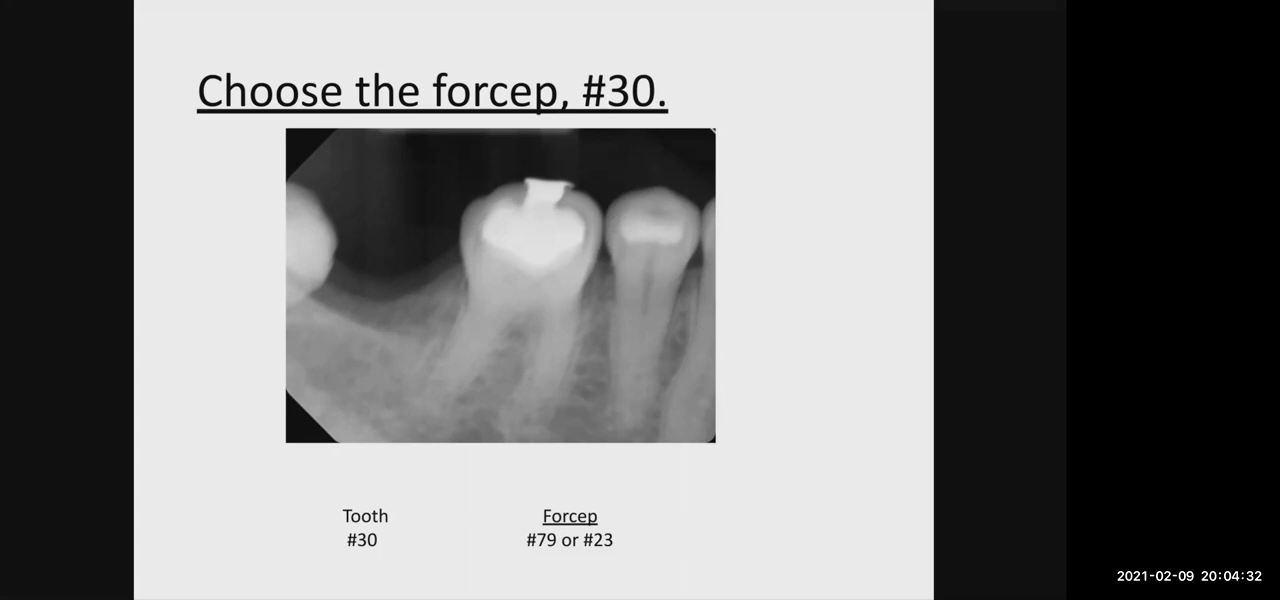 Choose the forcep, #30.
Tooth
Forcep
#30
#79 or #23
2021-02-09 20:04:32